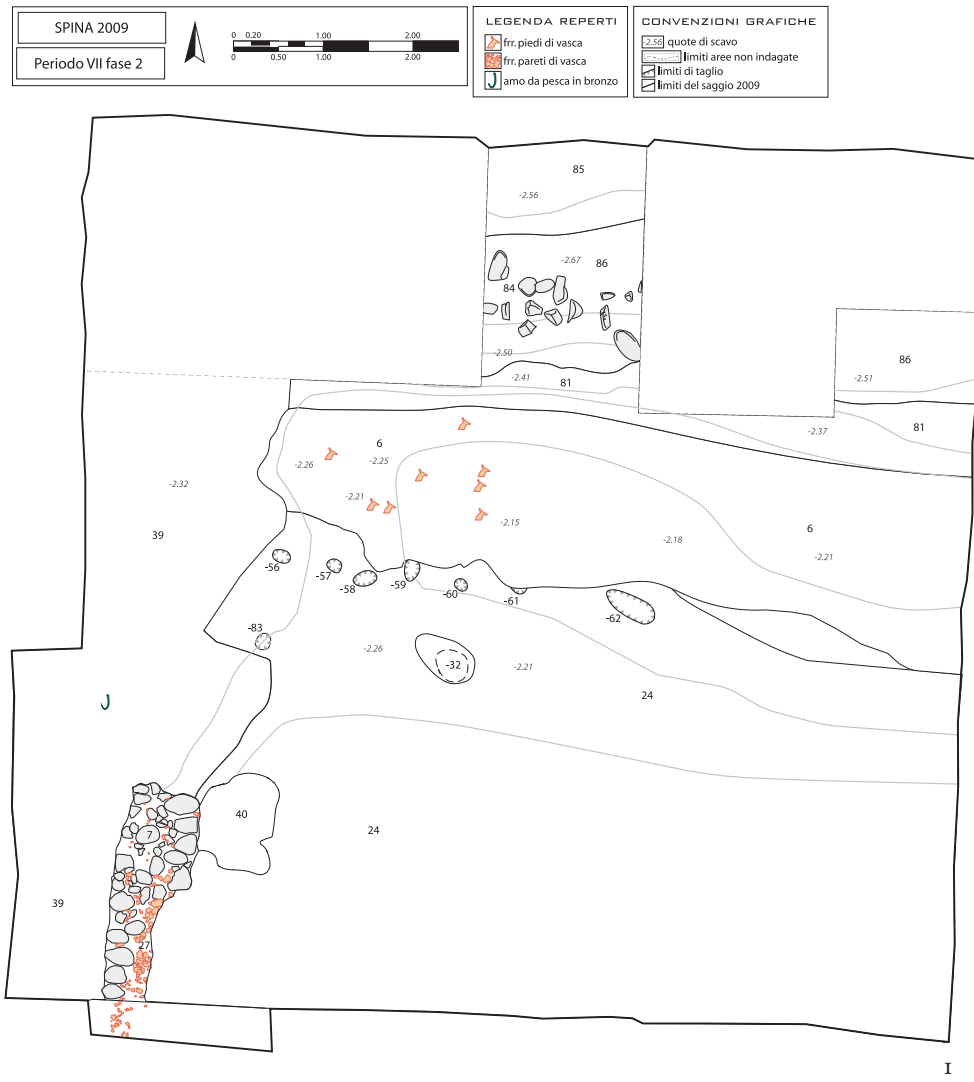 SPINA 2009
Periodo VII fase 2
0 0.20 1.00 2.00
0 0.50 1.00 2.00
LEGENDA REPERTI
frr. piedi di vasca
frr. pareti di vasca
amo da pesca in bronzo
CONVENZIONI GRAFICHE
-2.56 quote di scavo
limiti aree non indagate
limiti di taglio
limiti del saggio 2009
85
-2.56
-2.67
86
84
-2.50
-2.41
81
86
-2.51
-2.37
81
6
-2.26
-2.25
-2.32
-2.21
-2.15
6
39
-2.18
-2.21
-56
-57
-58
-59
-60
-61
-62
-83
-2.26
-32
-2.21
24
40
7
24
39
27
I